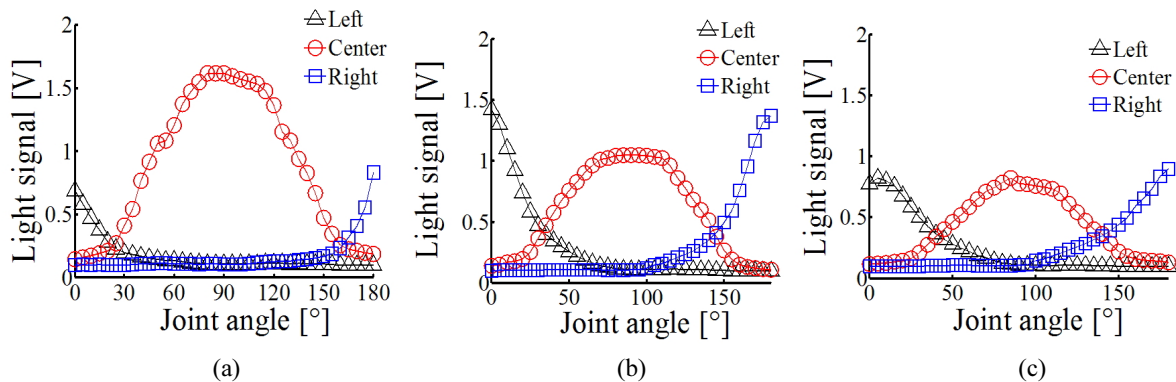 Left
Center
Right
2
1.5
1
0.5
0
0 30 60 90 120 150 180
Light signal [V]
Joint angle [°]
(a)
Left
Center
Right
2
1.5
1
0.5
0
0 50 100 150
Light signal [V]
Joint angle [°]
(b)
Left
Center
Right
2
1.5
1
0.5
0
0 50 100 150
Light signal [V]
Joint angle [°]
(c)